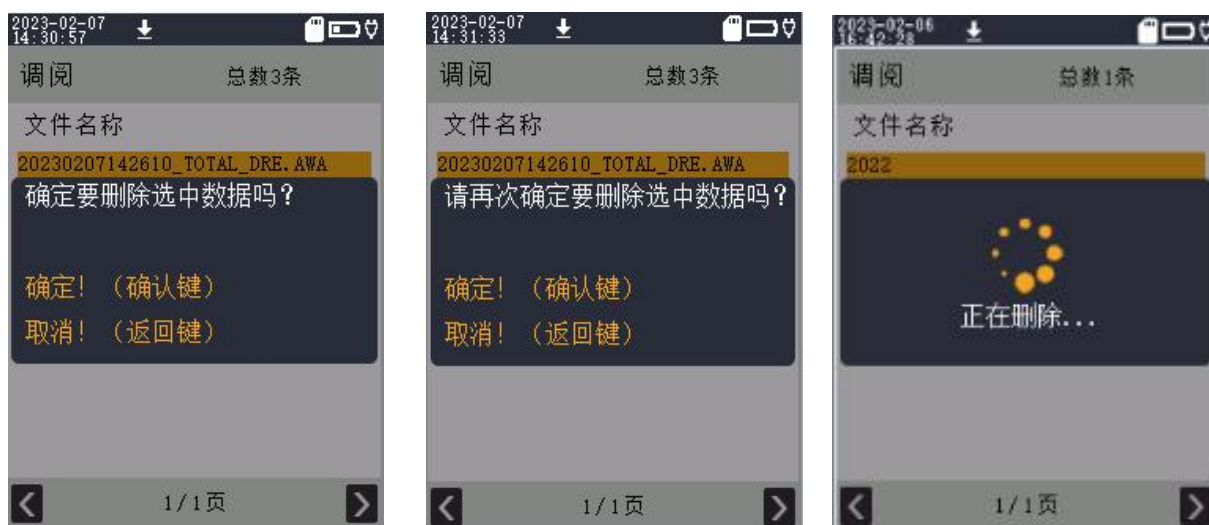 2023-02-07
14:30:57
调阅 总数3条
文件名称
20230207142610_TOTAL_DRE.AWA
确定要删除选中数据吗?
确定! (确认键)
取消! (返回键)
1/1页
2023-02-07
14:31:33
调阅 总数3条
文件名称
20230207142610_TOTAL_DRE.AWA
请再次确定要删除选中数据吗?
确定! (确认键)
取消! (返回键)
1/1页
2023-02-06
16:42:28
调阅 总数1条
文件名称
2022
正在删除...
1/1页